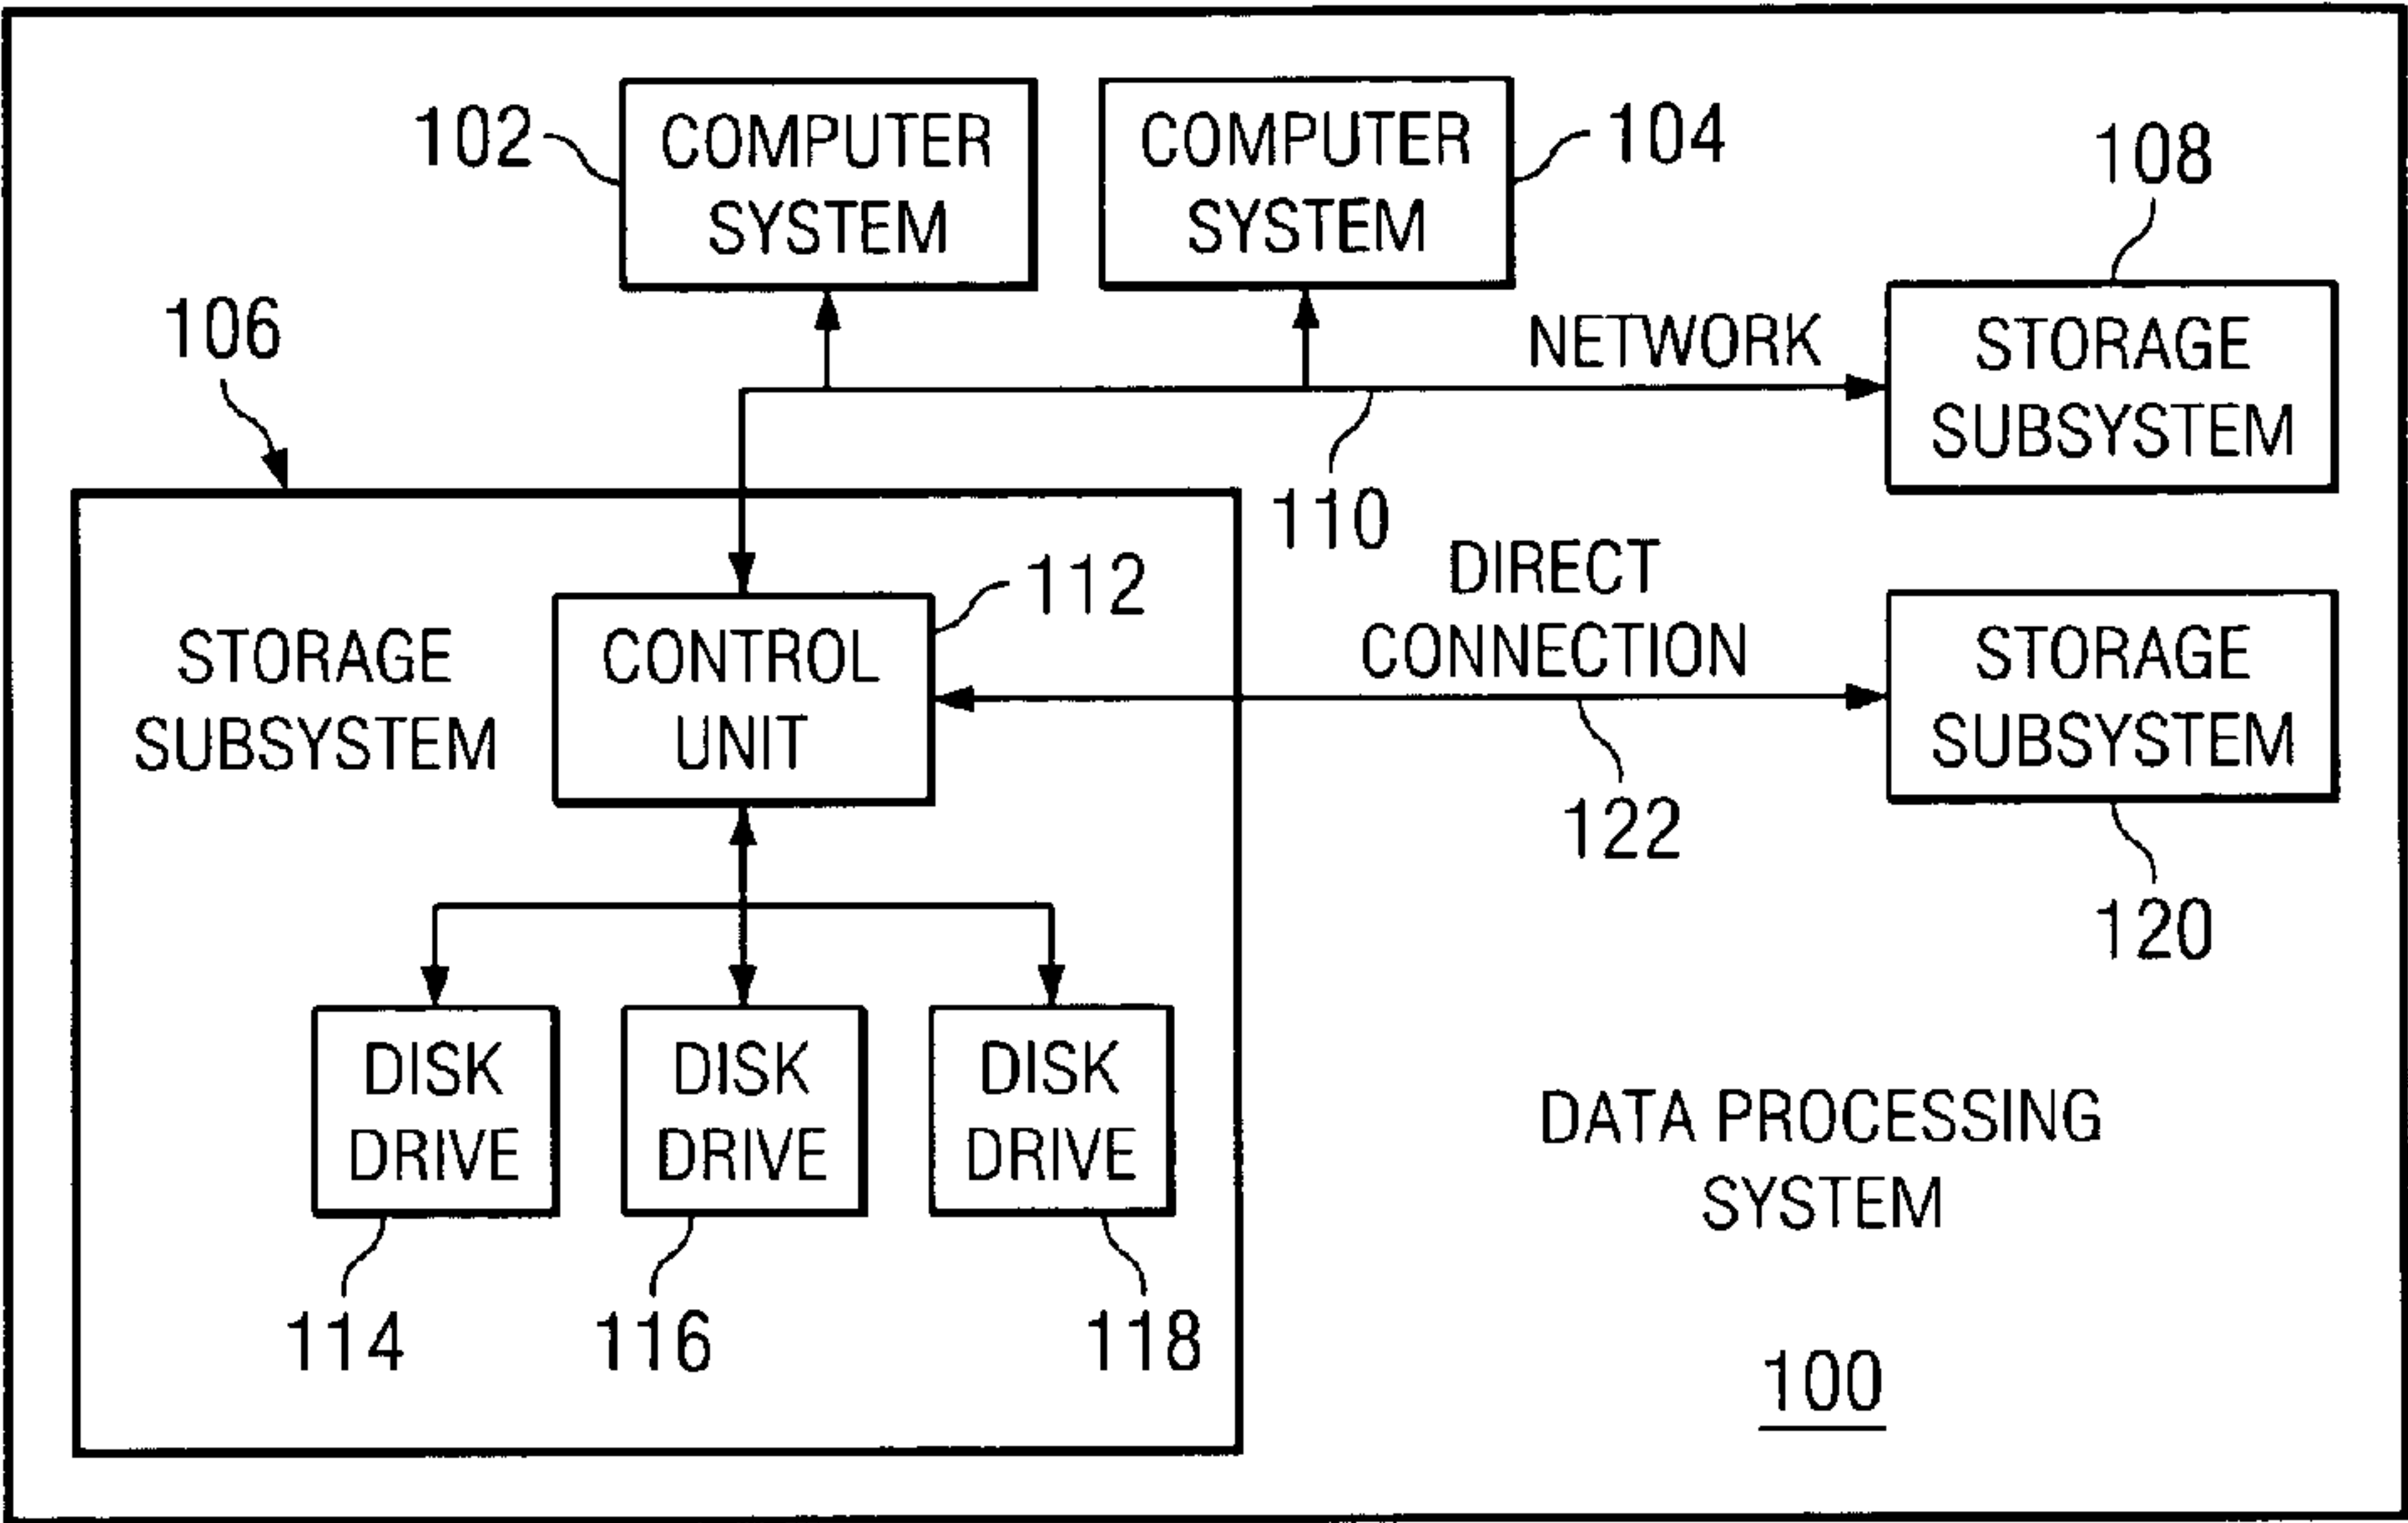 102
COMPUTER
SYSTEM
COMPUTER
SYSTEM
104
108
106
NETWORK
STORAGE
SUBSYSTEM
110
112
DIRECT
CONNECTION
STORAGE
SUBSYSTEM
CONTROL
UNIT
STORAGE
SUBSYSTEM
122
120
DISK
DRIVE
DISK
DRIVE
DISK
DRIVE
DATA PROCESSING
SYSTEM
114
116
118
100